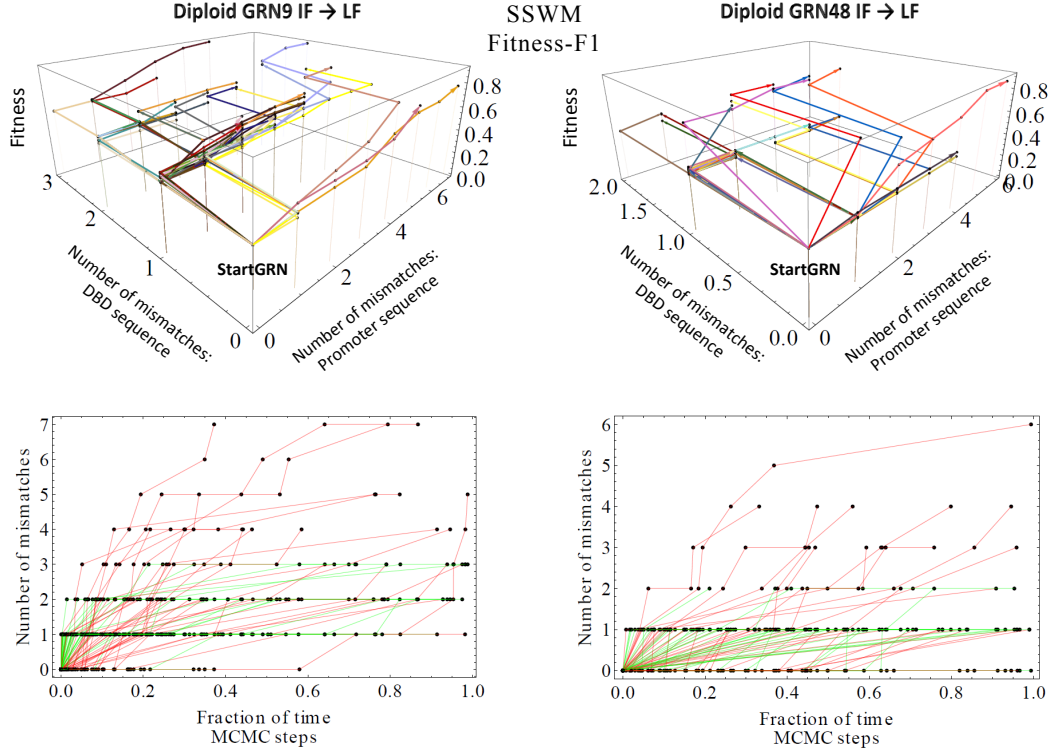 Diploid GRN9 IF → LF
SSWM
Fitness-F1
Diploid GRN48 IF → LF
Fitness
0.8
0.6
0.4
0.2
0.0
3
2
1
0
0
2
4
6
StartGRN
Number of mismatches:
DBD sequence
Number of mismatches:
Promoter sequence
Fitness
0.8
0.6
0.4
0.2
0.0
2.0
1.5
1.0
0.5
0.0
0
2
4
6
StartGRN
Number of mismatches:
DBD sequence
Number of mismatches:
Promoter sequence
Number of mismatches
7
6
5
4
3
2
1
0
0.0 0.2 0.4 0.6 0.8 1.0
Fraction of time
MCMC steps
Number of mismatches
6
5
4
3
2
1
0
0.0 0.2 0.4 0.6 0.8 1.0
Fraction of time
MCMC steps